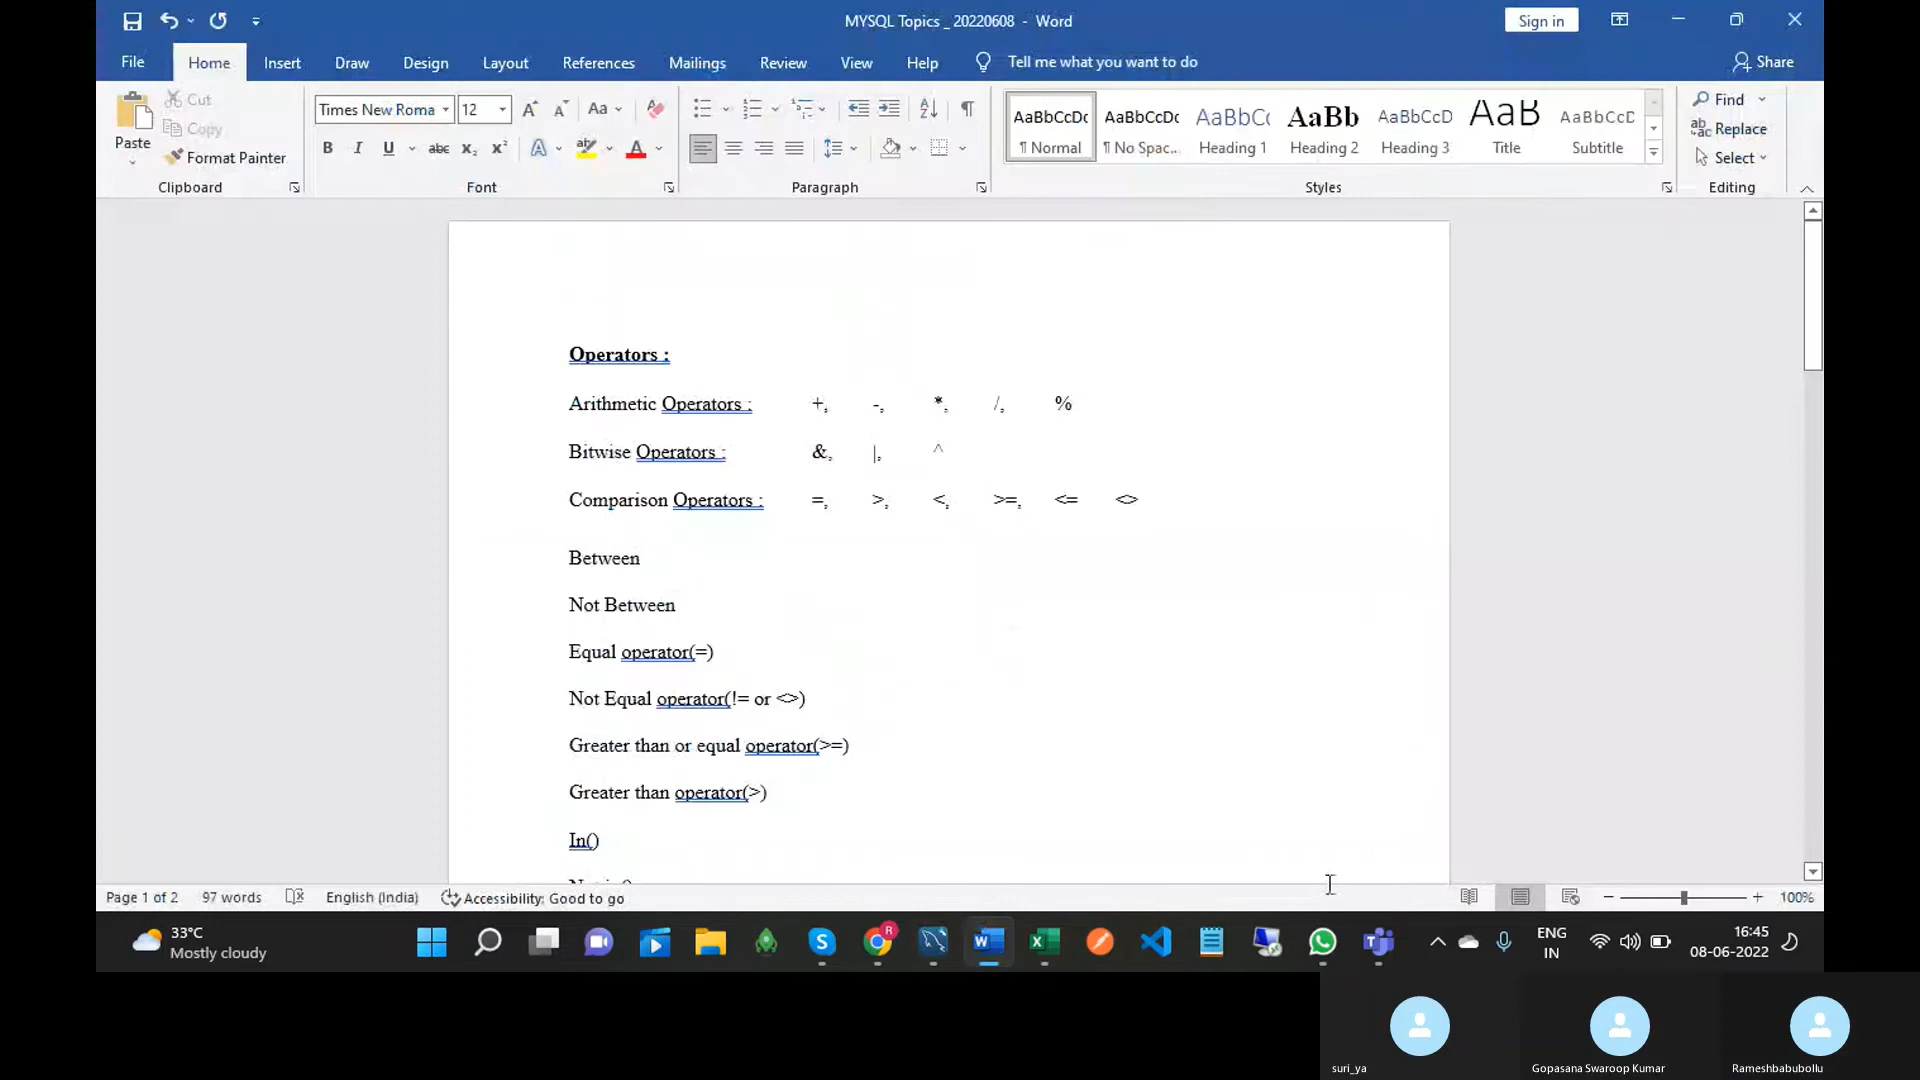 MYSQL Topics _ 20220608 - Word
Sign in
File Home Insert Draw Design Layout References Mailings Review View Help Tell me what you want to do Share
Paste
Cut
Copy
Format Painter
Clipboard
Times New Roma 12
Font
Paragraph
AaBbCcDc AaBbCcDc AaBbC AaBb AaBbCcD AaB AaBbCcD
¶ Normal ¶ No Spac... Heading 1 Heading 2 Heading 3 Title Subtitle
Styles
Find
Replace
Select
Editing
Operators :
Arithmetic Operators : +, -, *, /, %
Bitwise Operators : &, |, ^
Comparison Operators : =, >, <, >=, <= <>
Between
Not Between
Equal operator(=)
Not Equal operator(!= or <>)
Greater than or equal operator(>=)
Greater than operator(>)
In()
Page 1 of 2 97 words English (India) Accessibility: Good to go 100%
33°C
Mostly cloudy
ENG
IN
16:45
08-06-2022
suri_ya
Gopasana Swaroop Kumar
Rameshbabubollu